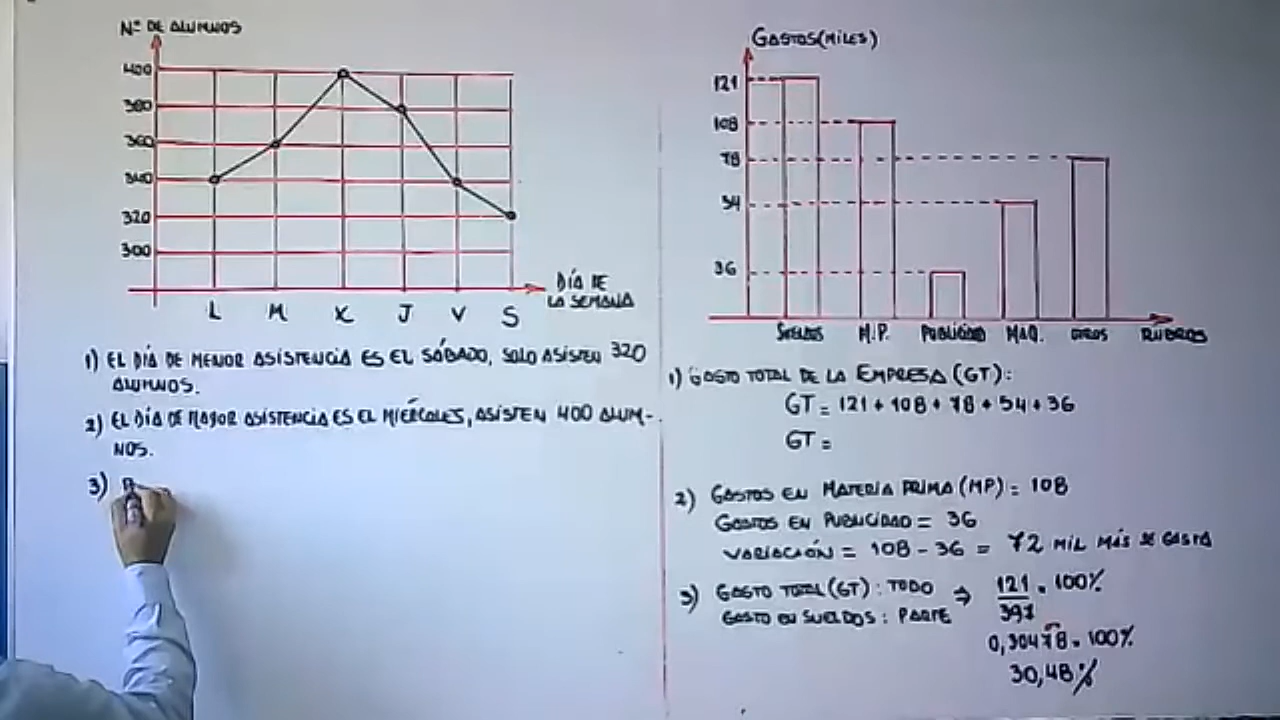 Nº DE ALUMNOS
400
380
360
340
320
300
L M X J V S
DÍA DE
LA SEMANA
1) EL DÍA DE MENOR ASISTENCIA ES EL SÁBADO, SOLO ASISTEN 320
ALUMNOS.
2) EL DÍA DE MAYOR ASISTENCIA ES EL MIÉRCOLES, ASISTEN 400 ALUM-
NOS.
3)
GASTOS (MILES)
121
108
78
54
36
SUELDOS M.P. PUBLICIDAD MAQ. OTROS RUBROS
1) GASTO TOTAL DE LA EMPRESA (GT):
GT = 121 + 108 + 78 + 54 + 36
GT =
2) GASTOS EN MATERIA PRIMA (MP) = 108
GASTOS EN PUBLICIDAD = 36
VARIACIÓN = 108 - 36 = 72 MIL MÁS SE GASTA
3) GASTO TOTAL (GT) : TODO ⇒ 121 . 100%
GASTO EN SUELDOS : PARTE 397
0,30478 . 100%
30,48%